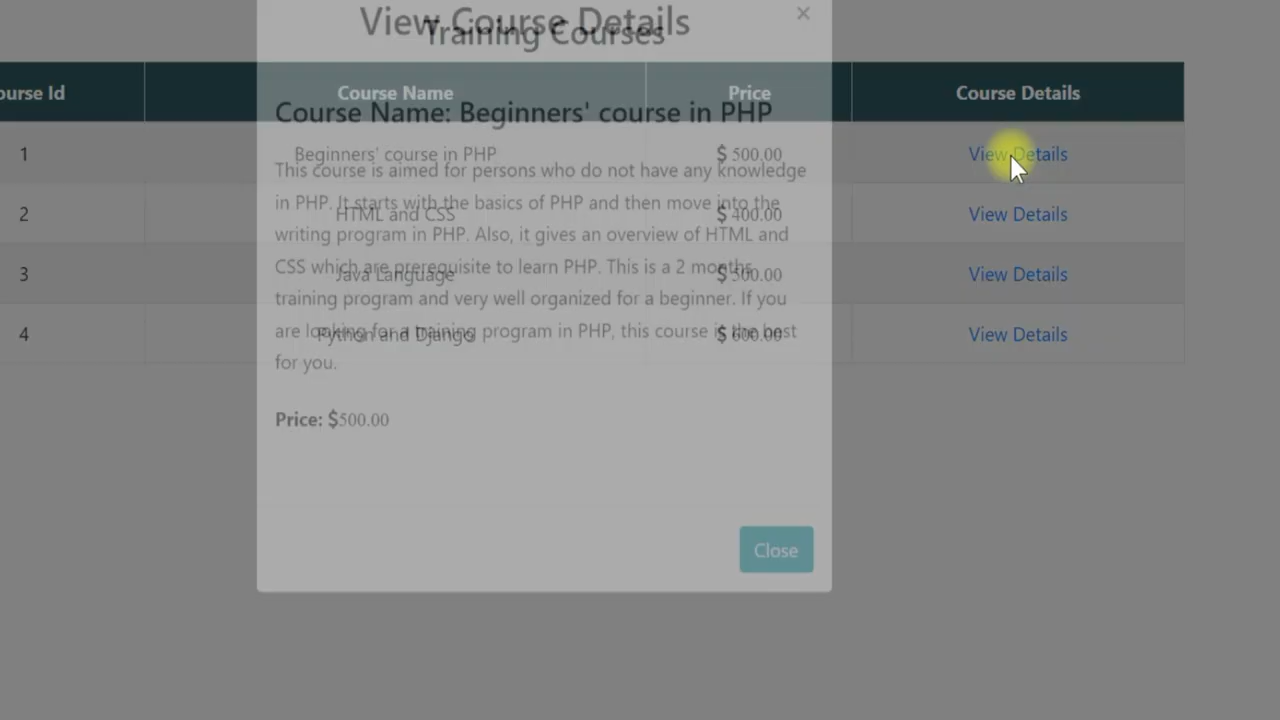 View Course Details
×
Training Courses
ourse Id
Course Name
Price
Course Details
Course Name: Beginners' course in PHP
1
Beginners' course in PHP
$ 500.00
View Details
This course is aimed for persons who do not have any knowledge
in PHP. It starts with the basics of PHP and then move into the
2
HTML and CSS
$ 400.00
View Details
writing program in PHP. Also, it gives an overview of HTML and
CSS which are prerequisite to learn PHP. This is a 2 months
3
Java Language
$ 500.00
View Details
training program and very well organized for a beginner. If you
are looking for a training program in PHP, this course is the best
4
Python and Django
$ 600.00
View Details
for you.
Price: $500.00
Close